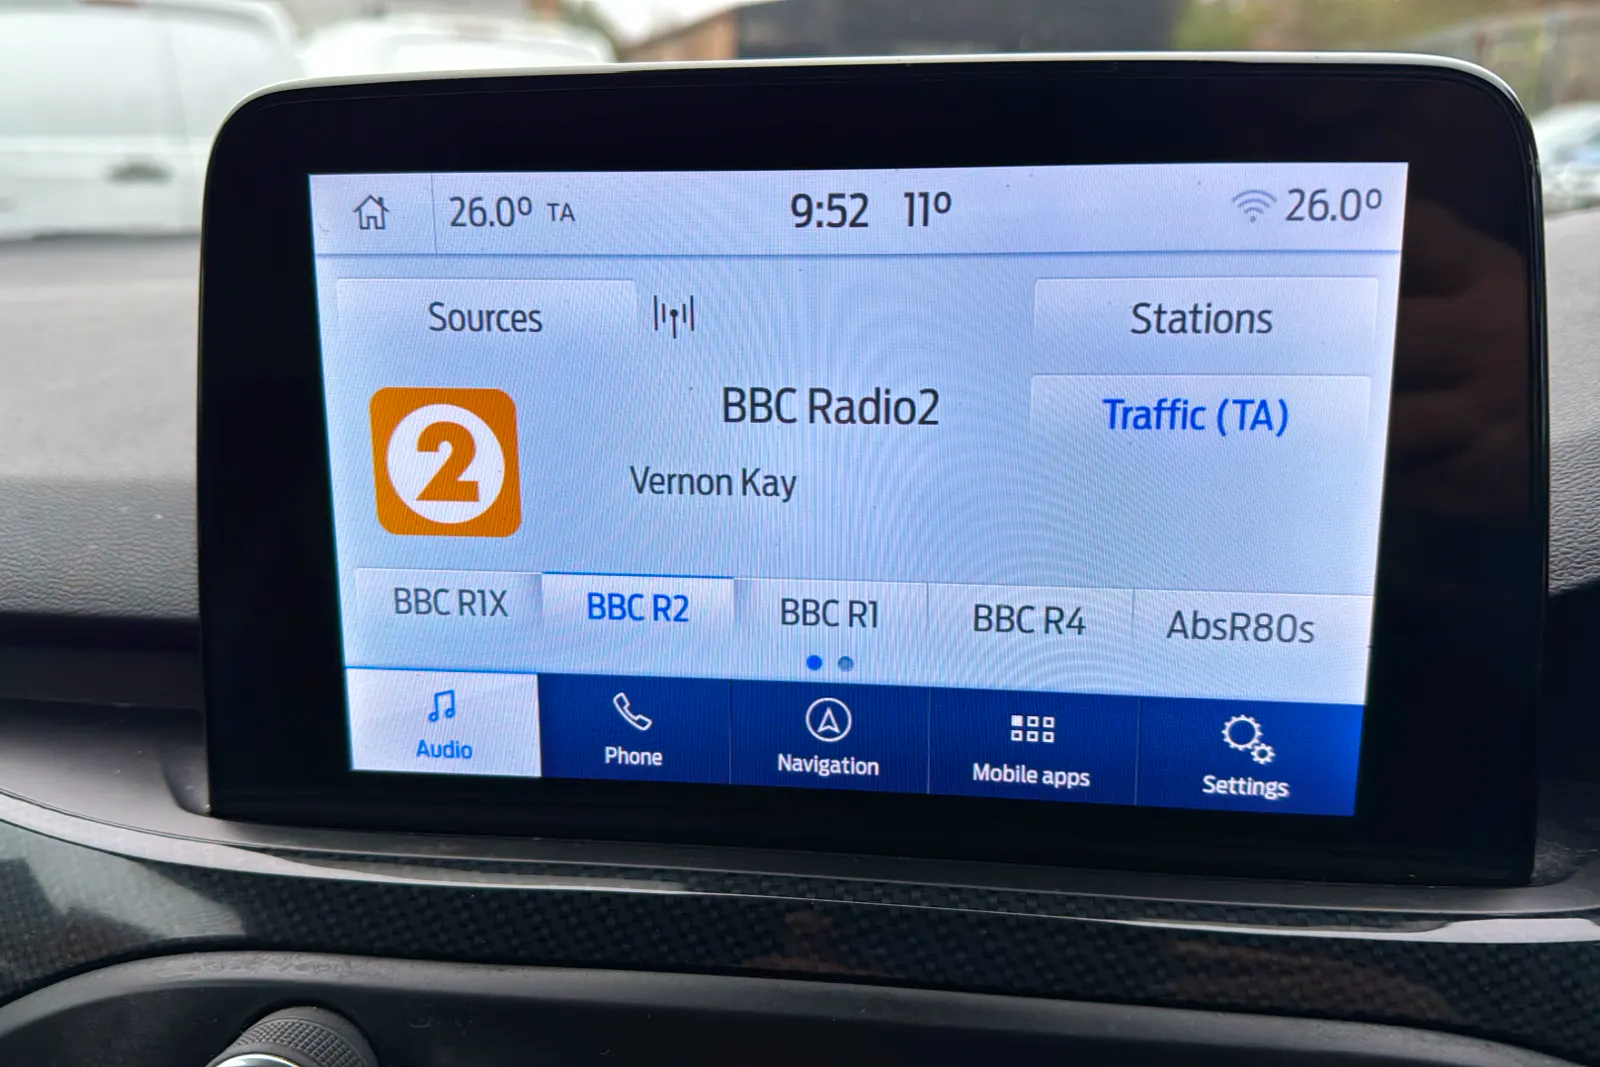 26.0° TA 9:52 11° 26.0°
Sources Stations
BBC Radio2 Traffic (TA)
2
Vernon Kay
BBC R1X BBC R2 BBC R1 BBC R4 AbsR80s
Audio Phone Navigation Mobile apps Settings